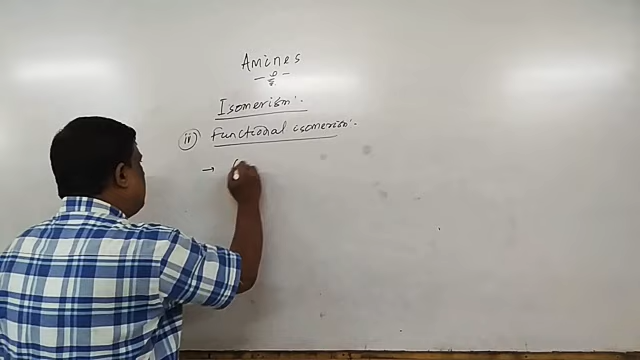 Amines
Isomerism:.
(ii) Functional isomerism:.
→